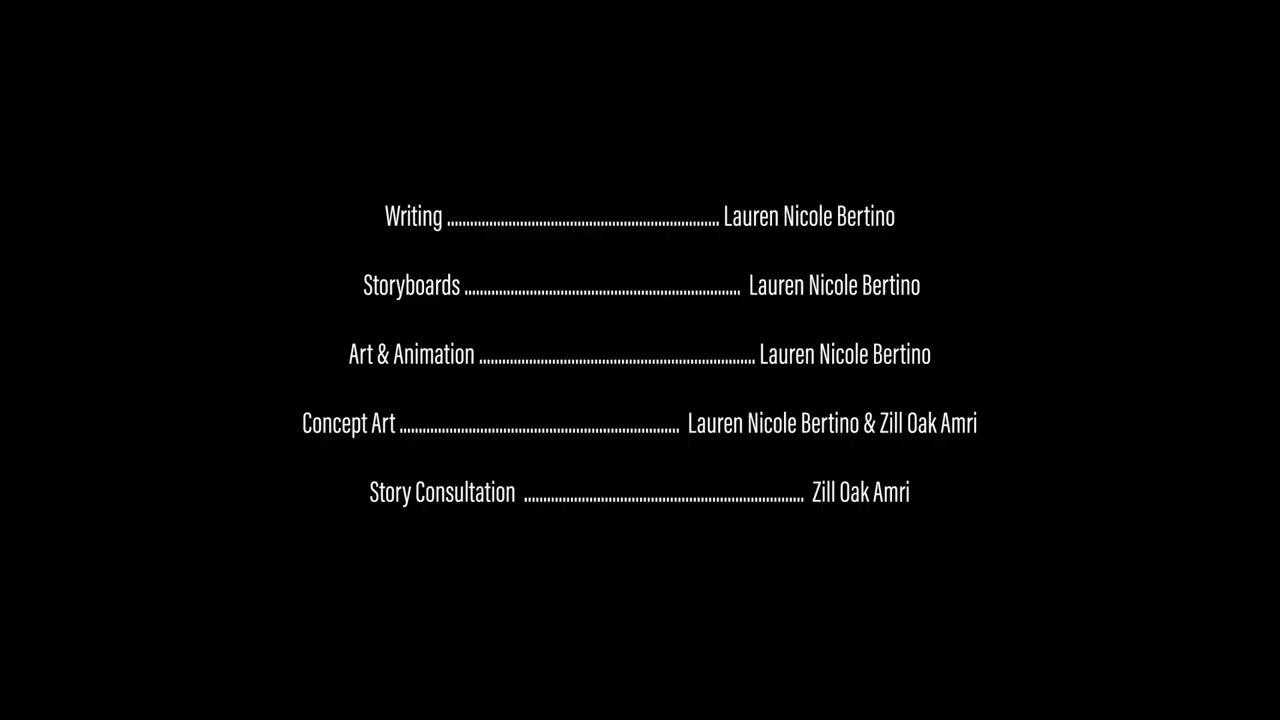 Writing ....................................................................... Lauren Nicole Bertino
Storyboards ........................................................................ Lauren Nicole Bertino
Art & Animation ........................................................................ Lauren Nicole Bertino
Concept Art ......................................................................... Lauren Nicole Bertino & Zill Oak Amri
Story Consultation ......................................................................... Zill Oak Amri